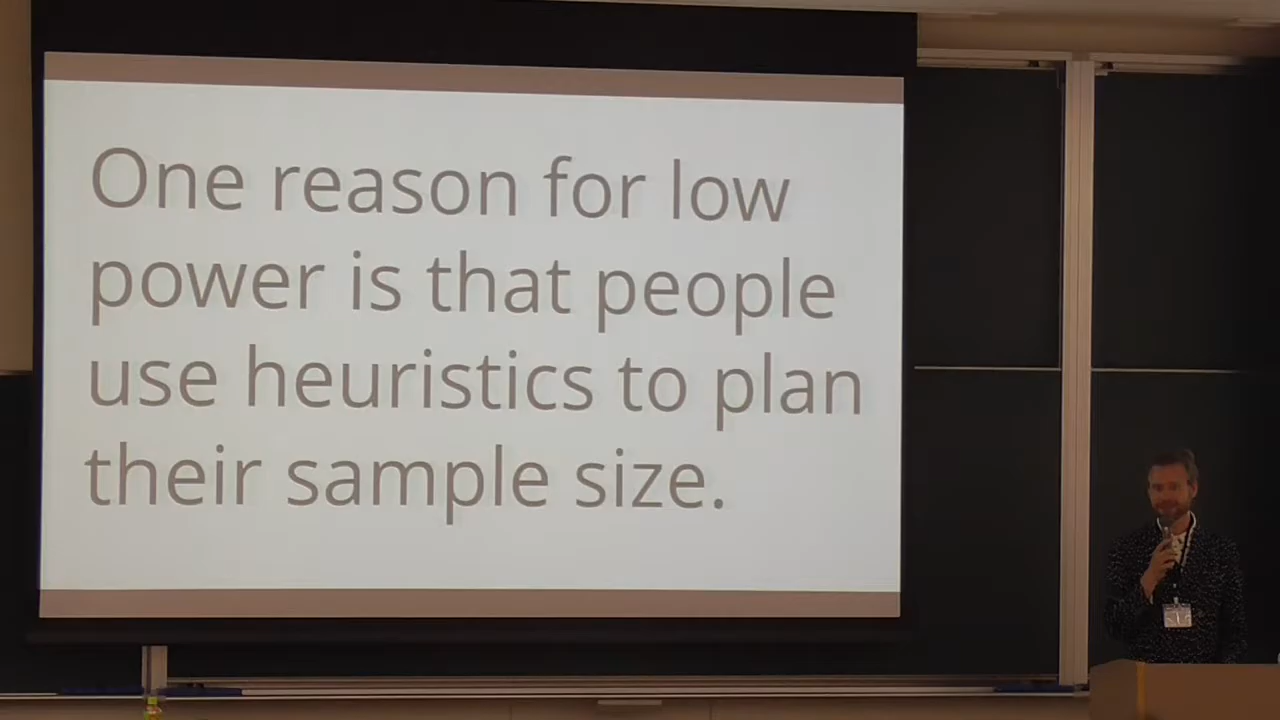 One reason for low
power is that people
use heuristics to plan
their sample size.